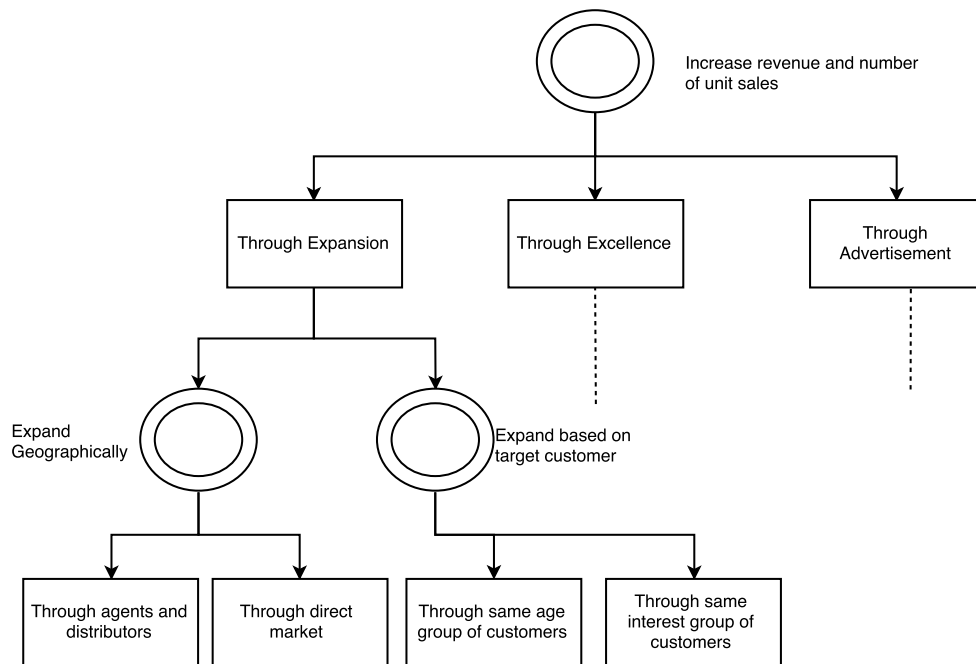 Increase revenue and number
of unit sales
Through Expansion
Through Excellence
Through
Advertisement
Expand
Geographically
Expand based on
target customer
Through agents and
distributors
Through direct
market
Through same age
group of customers
Through same
interest group of
customers